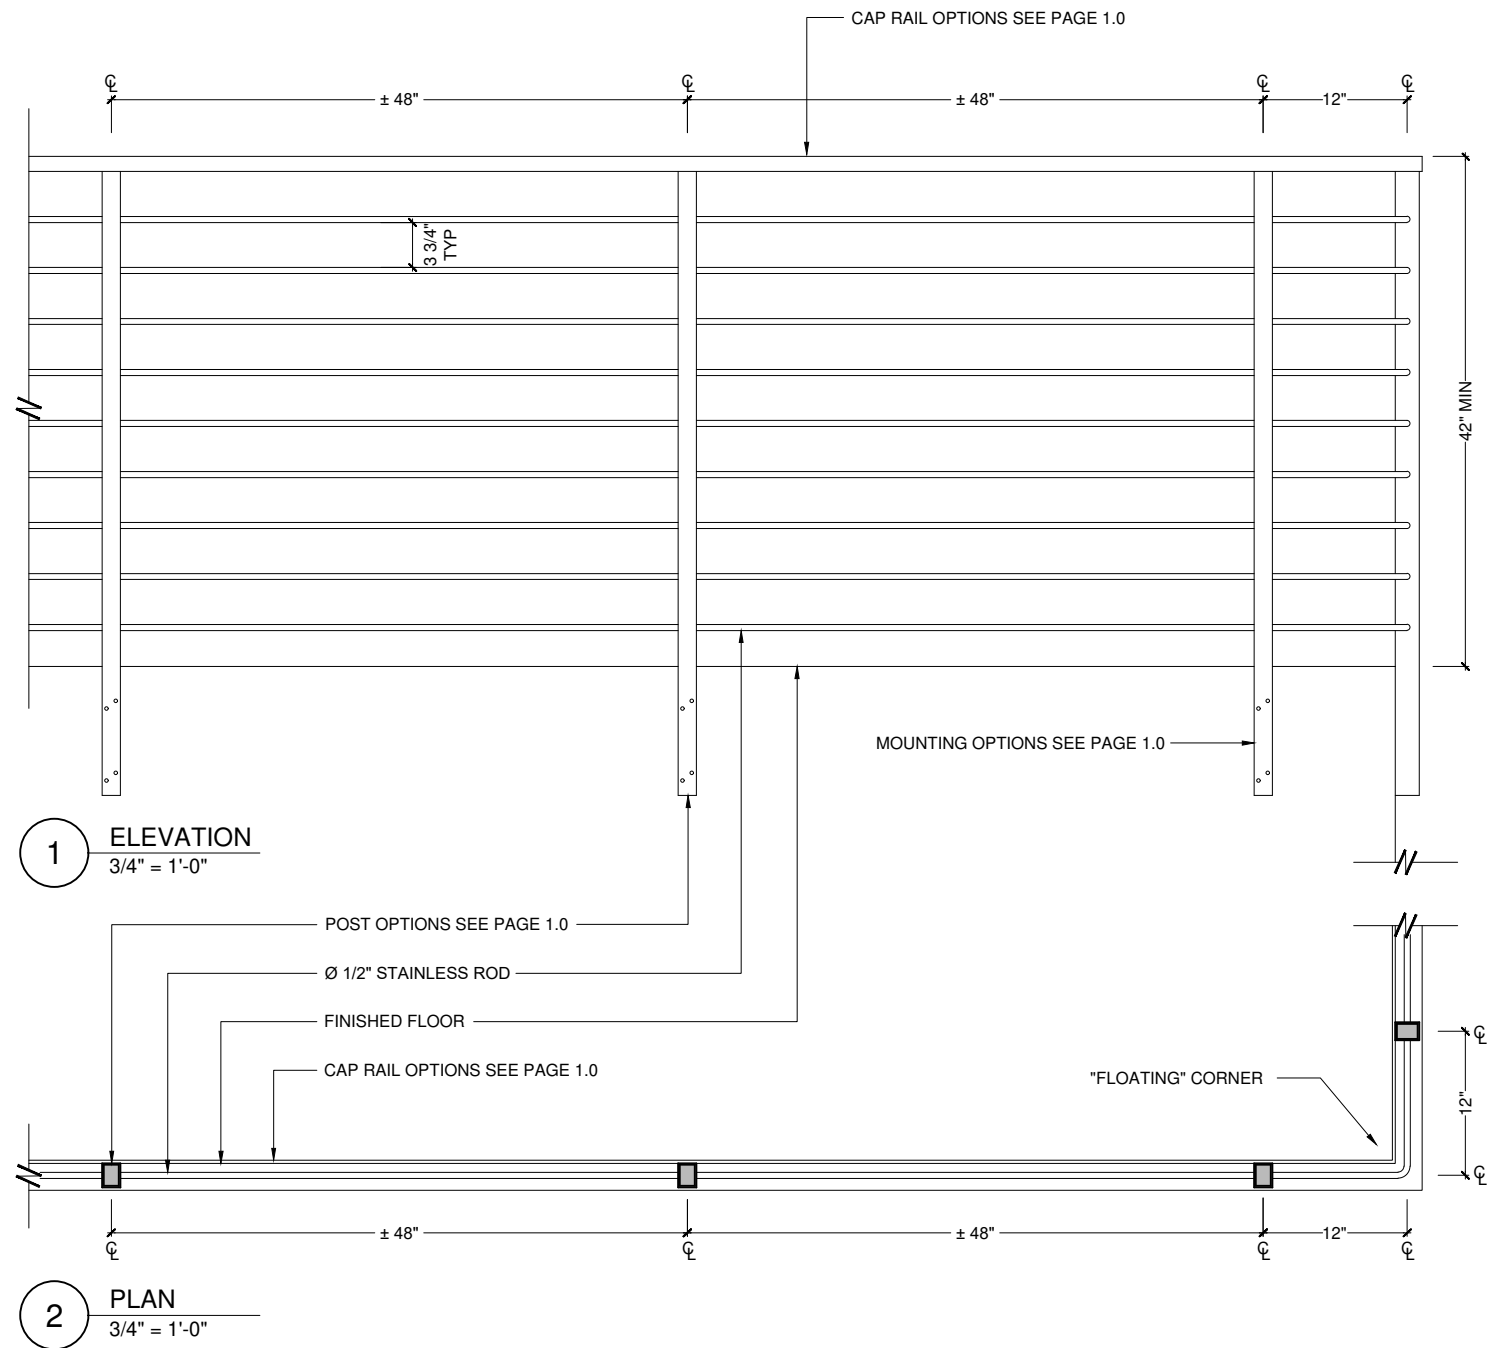 CAP RAIL OPTIONS SEE PAGE 1.0
℄ ℄ ℄ ℄
± 48" ± 48" 12"
3 3/4"
TYP
42" MIN
MOUNTING OPTIONS SEE PAGE 1.0
1 ELEVATION
3/4" = 1'-0"
POST OPTIONS SEE PAGE 1.0
Ø 1/2" STAINLESS ROD
FINISHED FLOOR
CAP RAIL OPTIONS SEE PAGE 1.0
"FLOATING" CORNER
℄
12"
℄
± 48" ± 48" 12"
℄ ℄ ℄ ℄
2 PLAN
3/4" = 1'-0"